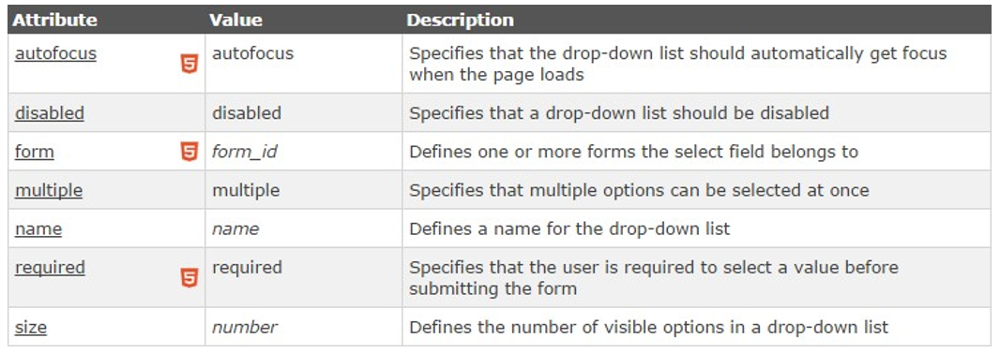 Attribute Value Description
autofocus 5 autofocus Specifies that the drop-down list should automatically get focus
when the page loads
disabled disabled Specifies that a drop-down list should be disabled
form 5 form_id Defines one or more forms the select field belongs to
multiple multiple Specifies that multiple options can be selected at once
name name Defines a name for the drop-down list
required 5 required Specifies that the user is required to select a value before
submitting the form
size number Defines the number of visible options in a drop-down list